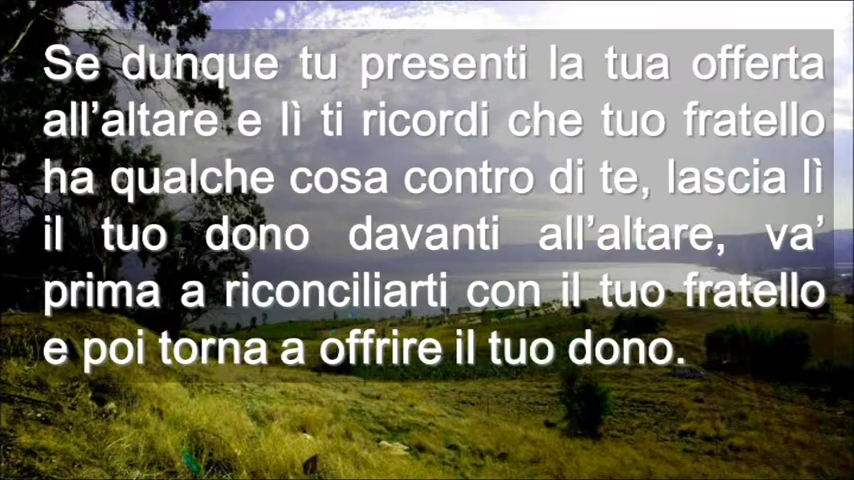 Se dunque tu presenti la tua offerta
all’altare e lì ti ricordi che tuo fratello
ha qualche cosa contro di te, lascia lì
il tuo dono davanti all’altare, va’
prima a riconciliarti con il tuo fratello
e poi torna a offrire il tuo dono.